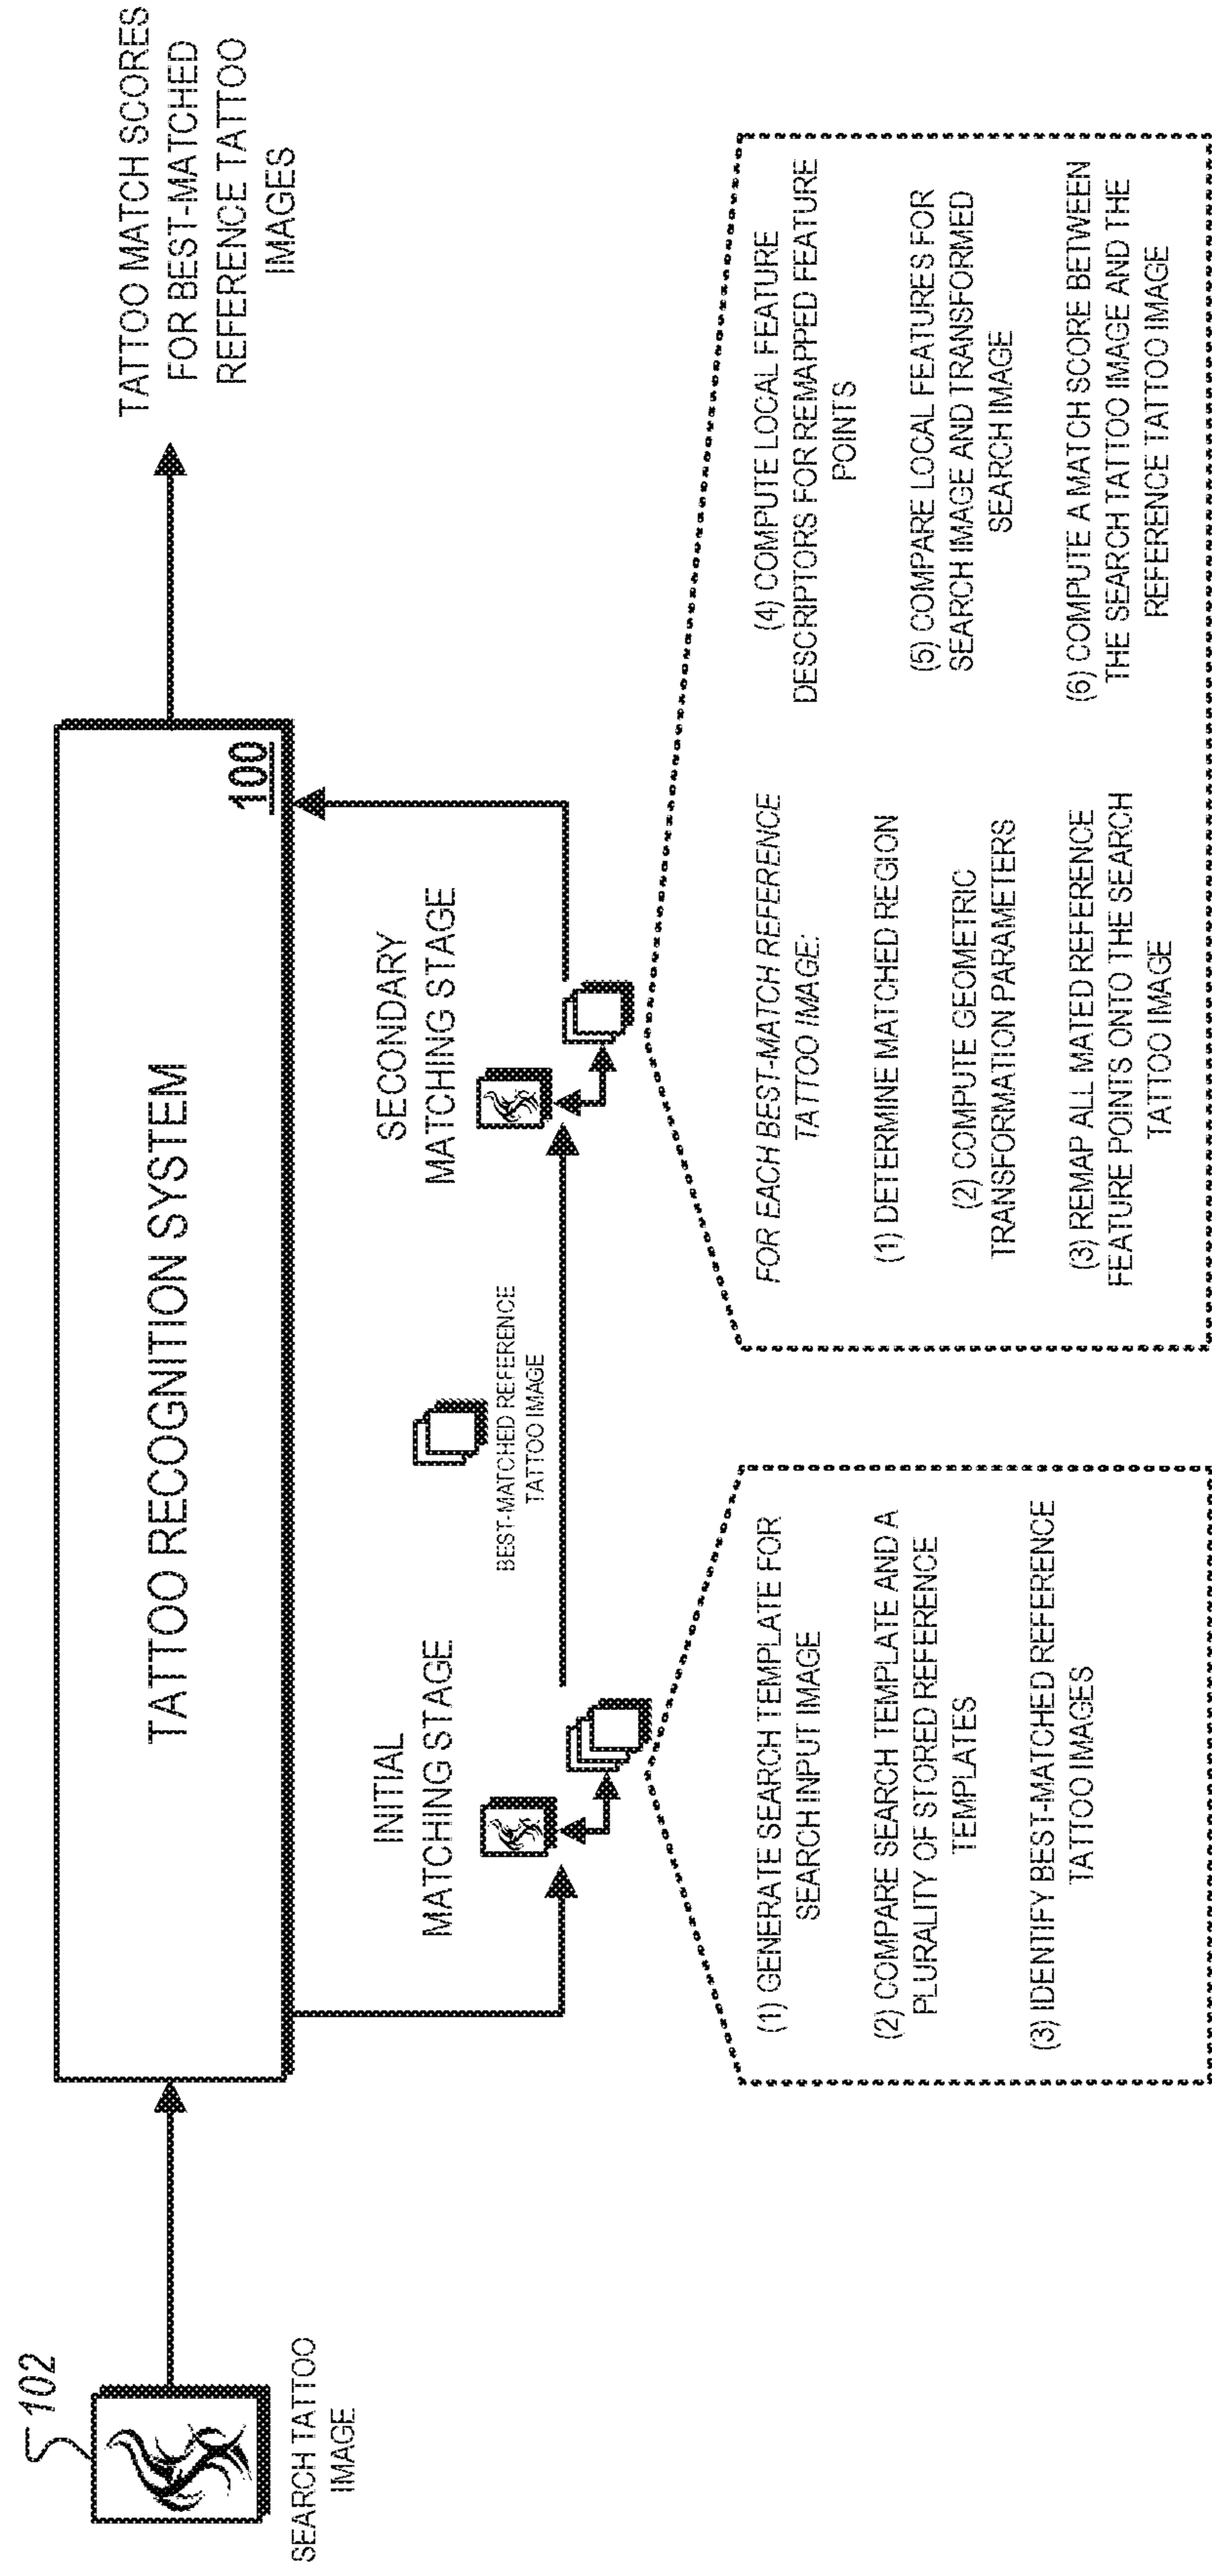 102
SEARCH TATTOO
IMAGE
TATTOO RECOGNITION SYSTEM
100
TATTOO MATCH SCORES
FOR BEST-MATCHED
REFERENCE TATTOO
IMAGES
INITIAL
MATCHING STAGE
BEST-MATCHED REFERENCE
TATTOO IMAGE
SECONDARY
MATCHING STAGE
(1) GENERATE SEARCH TEMPLATE FOR
SEARCH INPUT IMAGE
(2) COMPARE SEARCH TEMPLATE AND A
PLURALITY OF STORED REFERENCE
TEMPLATES
(3) IDENTIFY BEST-MATCHED REFERENCE
TATTOO IMAGES
FOR EACH BEST-MATCH REFERENCE
TATTOO IMAGE:
(1) DETERMINE MATCHED REGION
(2) COMPUTE GEOMETRIC
TRANSFORMATION PARAMETERS
(3) REMAP ALL MATED REFERENCE
FEATURE POINTS ONTO THE SEARCH
TATTOO IMAGE
(4) COMPUTE LOCAL FEATURE
DESCRIPTORS FOR REMAPPED FEATURE
POINTS
(5) COMPARE LOCAL FEATURES FOR
SEARCH IMAGE AND TRANSFORMED
SEARCH IMAGE
(6) COMPUTE A MATCH SCORE BETWEEN
THE SEARCH TATTOO IMAGE AND THE
REFERENCE TATTOO IMAGE